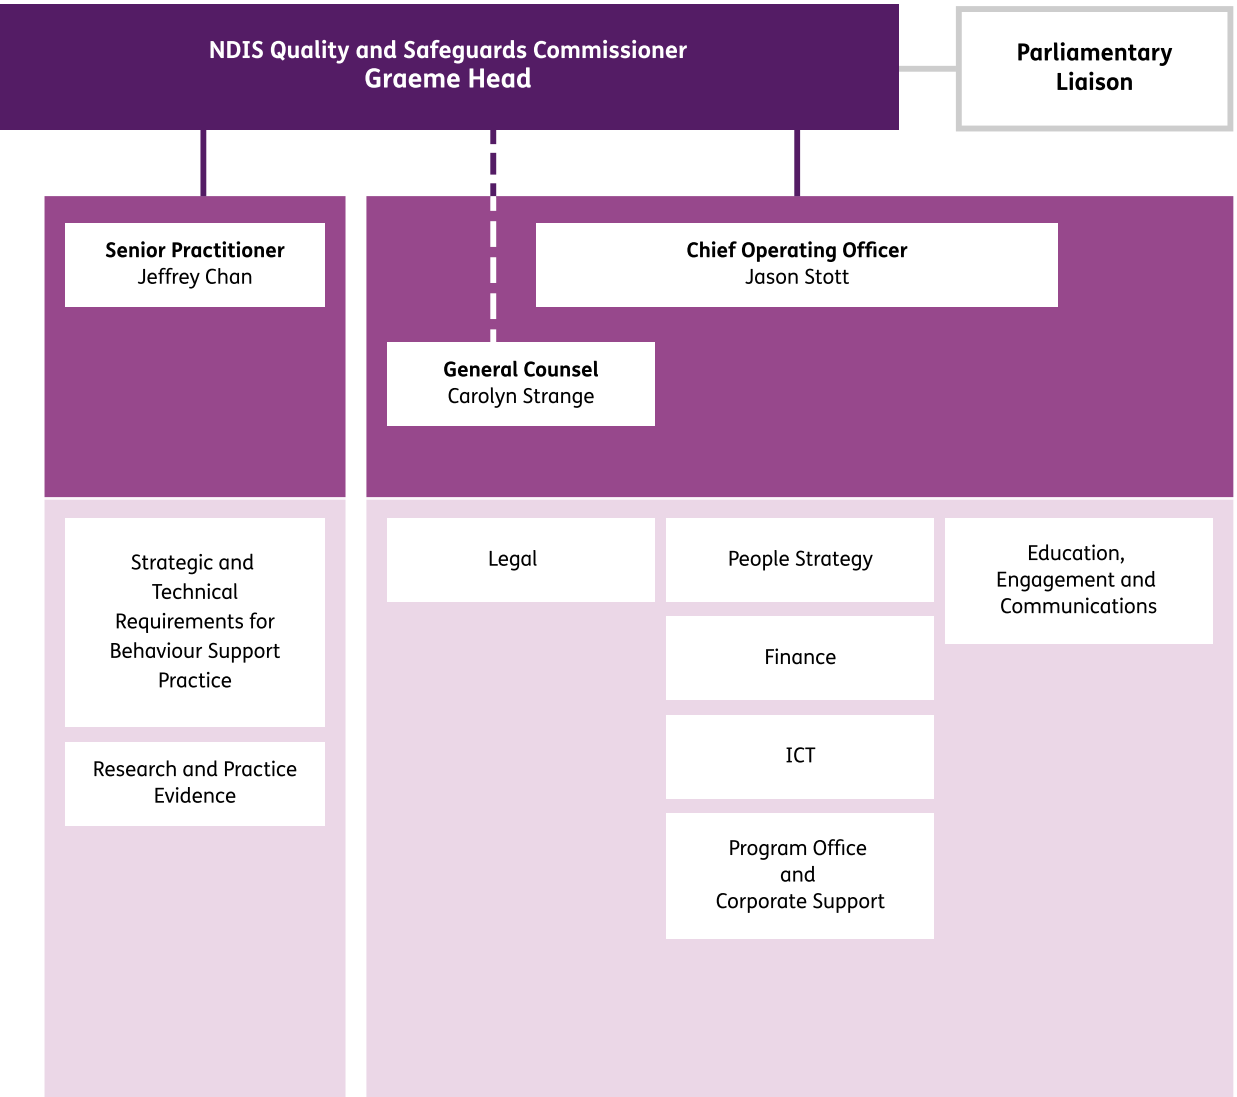 NDIS Quality and Safeguards Commissioner
Graeme Head
Parliamentary
Liaison
Senior Practitioner
Jeffrey Chan
Chief Operating Officer
Jason Stott
General Counsel
Carolyn Strange
Strategic and
Technical
Requirements for
Behaviour Support
Practice
Research and Practice
Evidence
Legal
People Strategy
Finance
ICT
Program Office
and
Corporate Support
Education,
Engagement and
Communications